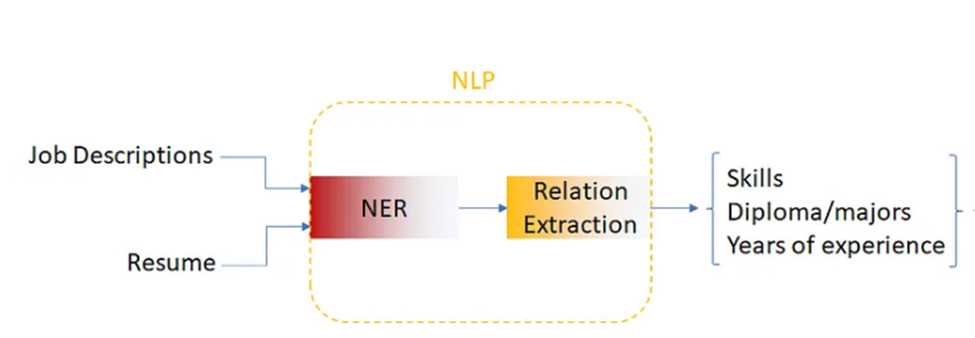 NLP
Job Descriptions
Resume
NER
Relation
Extraction
Skills
Diploma/majors
Years of experience